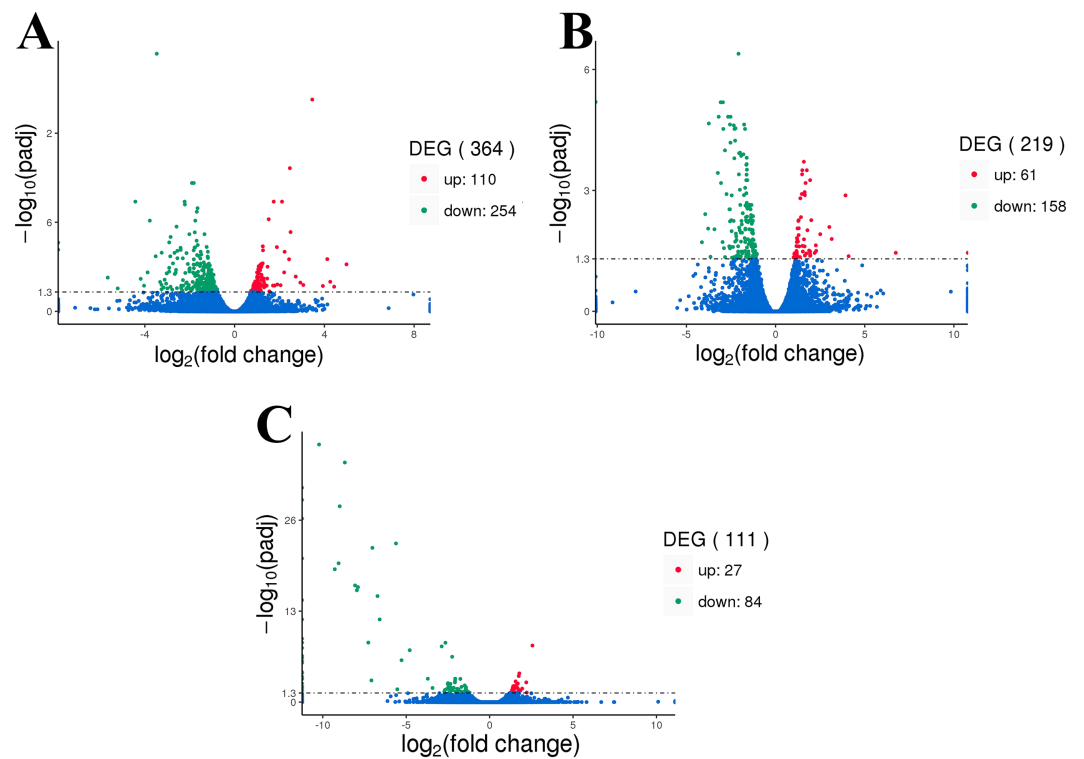 A
−log10(padj)
2
6
1.3
0
-4
0
4
8
log2(fold change)
DEG ( 364 )
up: 110
down: 254
B
−log10(padj)
6
3
1.3
0
-10
-5
0
5
10
log2(fold change)
DEG ( 219 )
up: 61
down: 158
C
−log10(padj)
26
13
1.3
0
-10
-5
0
5
10
log2(fold change)
DEG ( 111 )
up: 27
down: 84